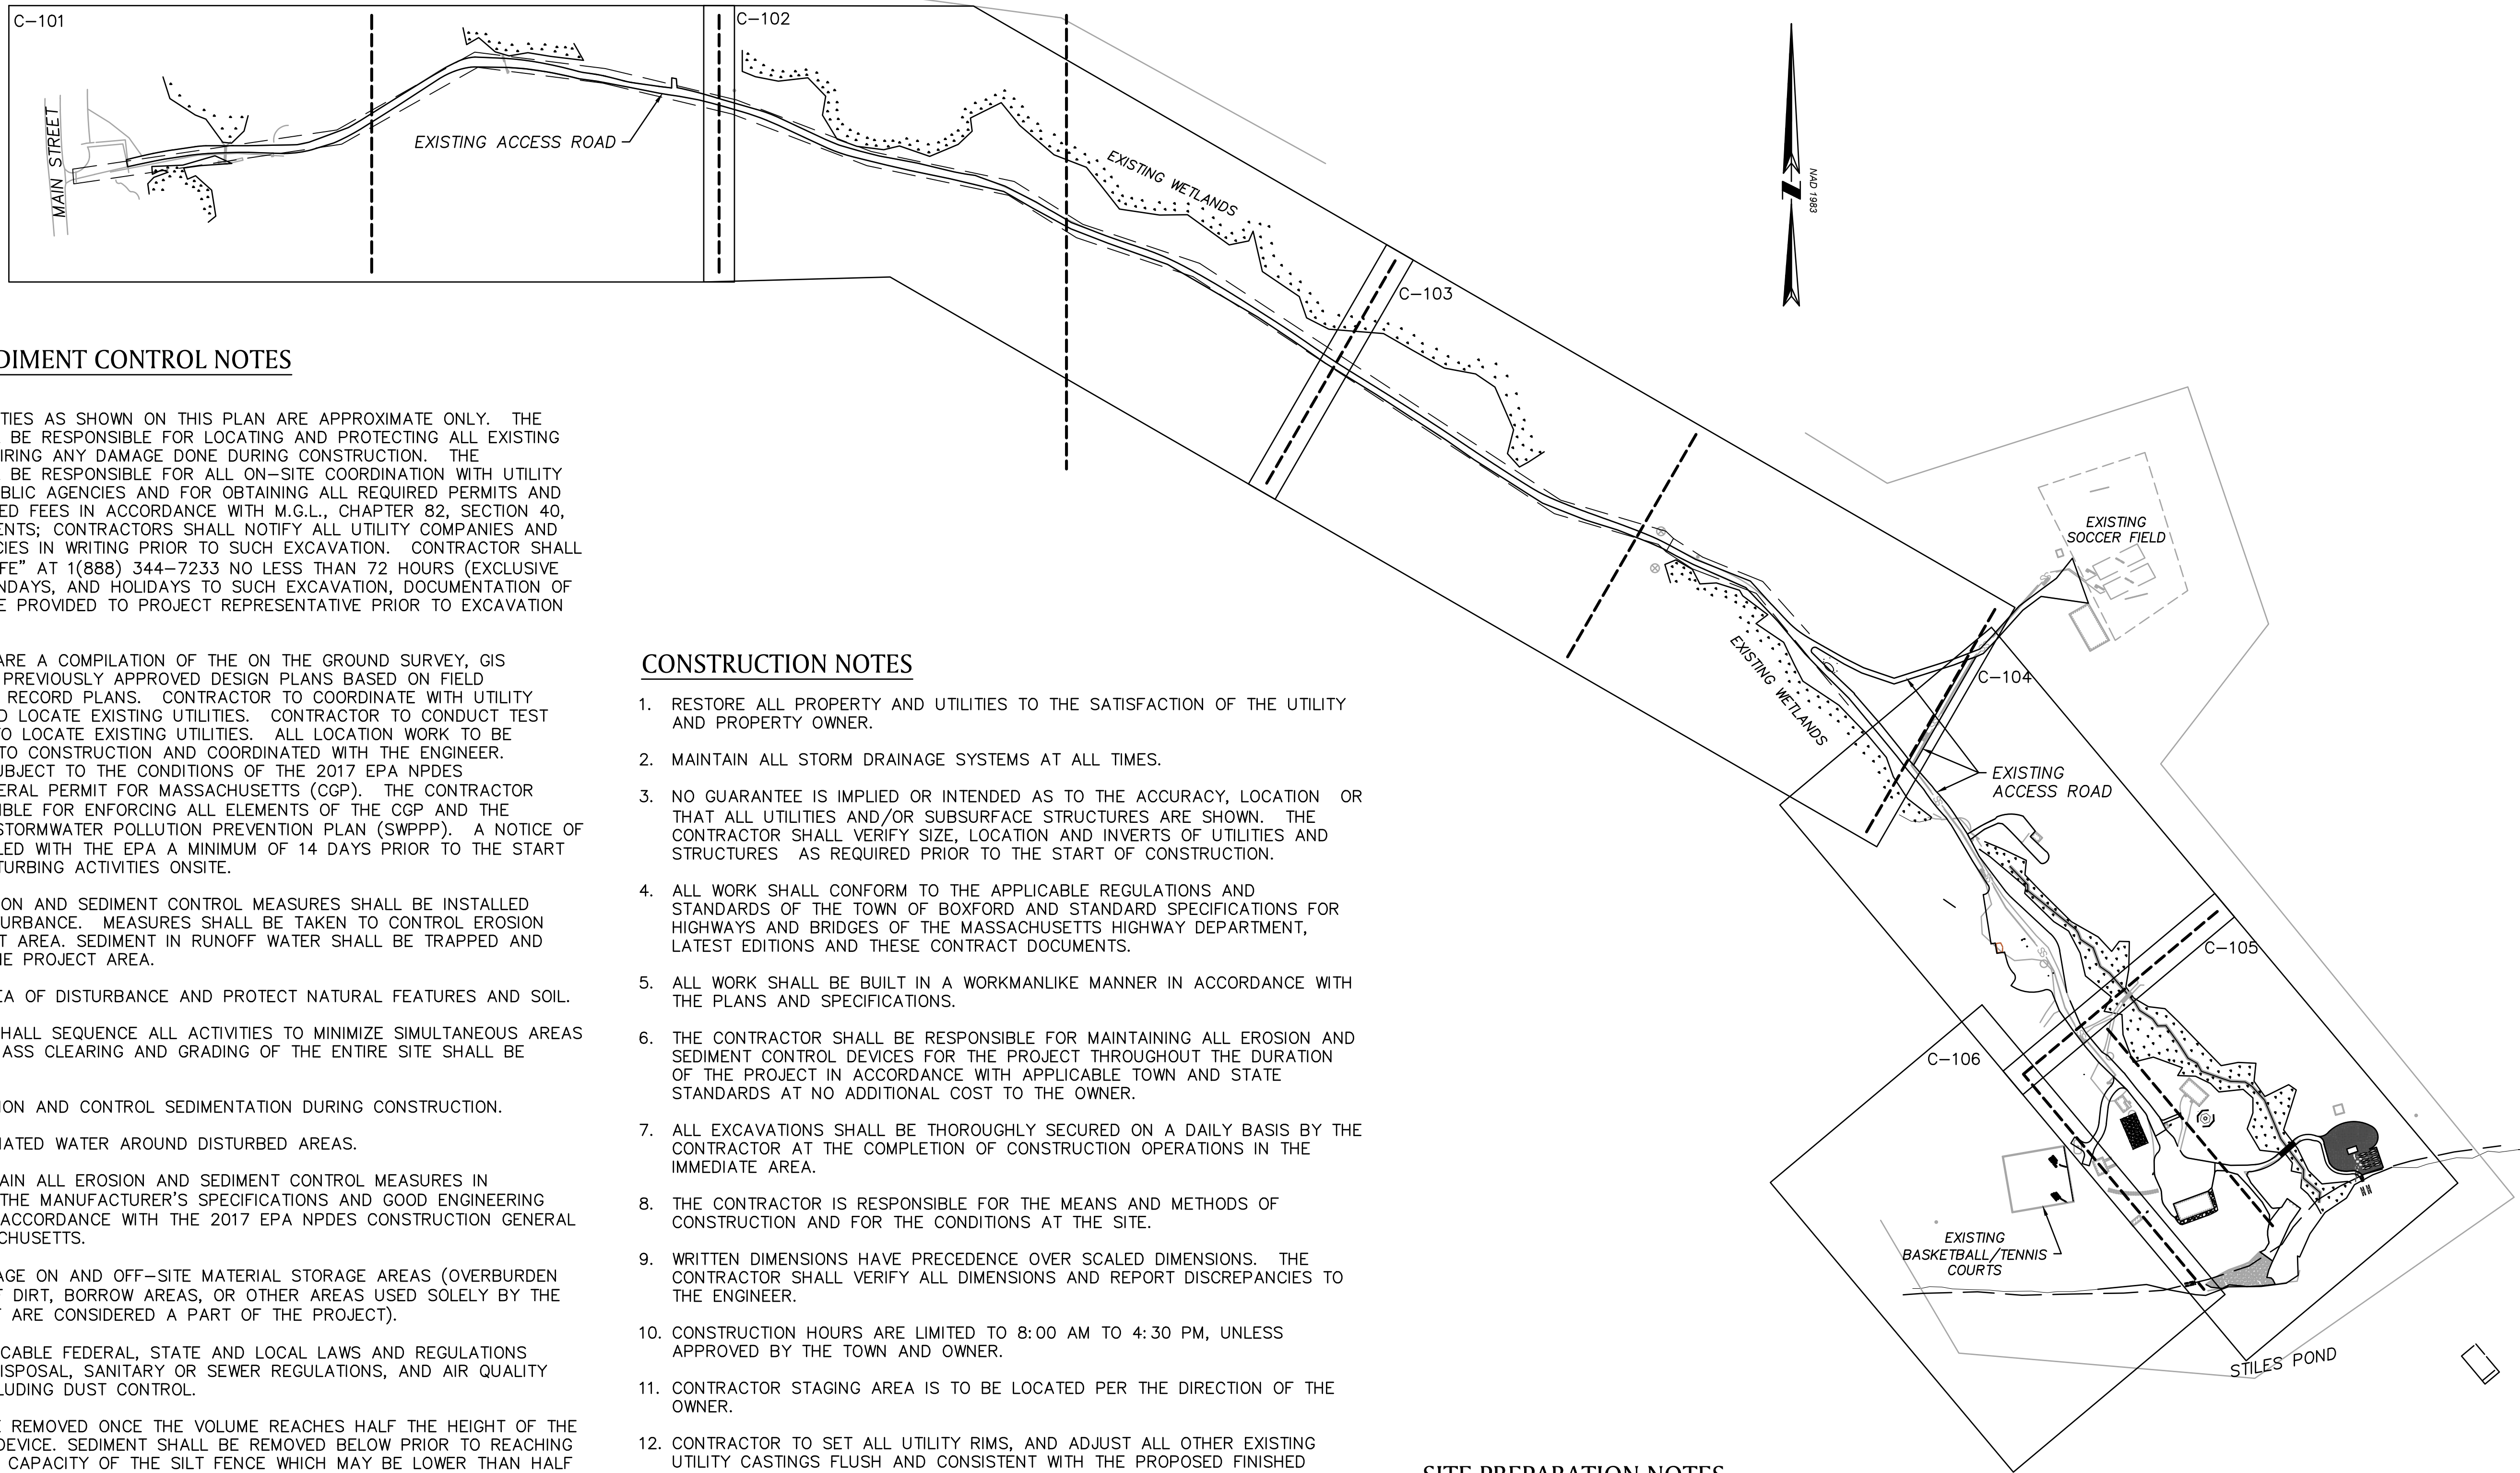 C-101
C-102
MAIN STREET
EXISTING ACCESS ROAD
EXISTING WETLANDS
C-103
NAD 1983
EXISTING
SOCCER FIELD
C-104
EXISTING WETLANDS
EXISTING
ACCESS ROAD
C-105
C-106
EXISTING
BASKETBALL/TENNIS
COURTS
STILES POND
DIMENT CONTROL NOTES
TIES AS SHOWN ON THIS PLAN ARE APPROXIMATE ONLY. THE
BE RESPONSIBLE FOR LOCATING AND PROTECTING ALL EXISTING
IRING ANY DAMAGE DONE DURING CONSTRUCTION. THE
BE RESPONSIBLE FOR ALL ON-SITE COORDINATION WITH UTILITY
BLIC AGENCIES AND FOR OBTAINING ALL REQUIRED PERMITS AND
ED FEES IN ACCORDANCE WITH M.G.L., CHAPTER 82, SECTION 40,
ENTS; CONTRACTORS SHALL NOTIFY ALL UTILITY COMPANIES AND
CIES IN WRITING PRIOR TO SUCH EXCAVATION. CONTRACTOR SHALL
FE" AT 1(888) 344-7233 NO LESS THAN 72 HOURS (EXCLUSIVE
NDAYS, AND HOLIDAYS TO SUCH EXCAVATION, DOCUMENTATION OF
E PROVIDED TO PROJECT REPRESENTATIVE PRIOR TO EXCAVATION
ARE A COMPILATION OF THE ON THE GROUND SURVEY, GIS
PREVIOUSLY APPROVED DESIGN PLANS BASED ON FIELD
RECORD PLANS. CONTRACTOR TO COORDINATE WITH UTILITY
O LOCATE EXISTING UTILITIES. CONTRACTOR TO CONDUCT TEST
TO LOCATE EXISTING UTILITIES. ALL LOCATION WORK TO BE
TO CONSTRUCTION AND COORDINATED WITH THE ENGINEER.
UBJECT TO THE CONDITIONS OF THE 2017 EPA NPDES
ERAL PERMIT FOR MASSACHUSETTS (CGP). THE CONTRACTOR
IBLE FOR ENFORCING ALL ELEMENTS OF THE CGP AND THE
STORMWATER POLLUTION PREVENTION PLAN (SWPPP). A NOTICE OF
LED WITH THE EPA A MINIMUM OF 14 DAYS PRIOR TO THE START
TURBING ACTIVITIES ONSITE.
ON AND SEDIMENT CONTROL MEASURES SHALL BE INSTALLED
URBANCE. MEASURES SHALL BE TAKEN TO CONTROL EROSION
T AREA. SEDIMENT IN RUNOFF WATER SHALL BE TRAPPED AND
HE PROJECT AREA.
EA OF DISTURBANCE AND PROTECT NATURAL FEATURES AND SOIL.
SHALL SEQUENCE ALL ACTIVITIES TO MINIMIZE SIMULTANEOUS AREAS
ASS CLEARING AND GRADING OF THE ENTIRE SITE SHALL BE
ION AND CONTROL SEDIMENTATION DURING CONSTRUCTION.
NATED WATER AROUND DISTURBED AREAS.
AIN ALL EROSION AND SEDIMENT CONTROL MEASURES IN
THE MANUFACTURER'S SPECIFICATIONS AND GOOD ENGINEERING
ACCORDANCE WITH THE 2017 EPA NPDES CONSTRUCTION GENERAL
CHUSETTS.
AGE ON AND OFF-SITE MATERIAL STORAGE AREAS (OVERBURDEN
T DIRT, BORROW AREAS, OR OTHER AREAS USED SOLELY BY THE
T ARE CONSIDERED A PART OF THE PROJECT).
CABLE FEDERAL, STATE AND LOCAL LAWS AND REGULATIONS
ISPOSAL, SANITARY OR SEWER REGULATIONS, AND AIR QUALITY
LUDING DUST CONTROL.
E REMOVED ONCE THE VOLUME REACHES HALF THE HEIGHT OF THE
DEVICE. SEDIMENT SHALL BE REMOVED BELOW PRIOR TO REACHING
CAPACITY OF THE SILT FENCE WHICH MAY BE LOWER THAN HALF
CONSTRUCTION NOTES
1. RESTORE ALL PROPERTY AND UTILITIES TO THE SATISFACTION OF THE UTILITY
AND PROPERTY OWNER.
2. MAINTAIN ALL STORM DRAINAGE SYSTEMS AT ALL TIMES.
3. NO GUARANTEE IS IMPLIED OR INTENDED AS TO THE ACCURACY, LOCATION OR
THAT ALL UTILITIES AND/OR SUBSURFACE STRUCTURES ARE SHOWN. THE
CONTRACTOR SHALL VERIFY SIZE, LOCATION AND INVERTS OF UTILITIES AND
STRUCTURES AS REQUIRED PRIOR TO THE START OF CONSTRUCTION.
4. ALL WORK SHALL CONFORM TO THE APPLICABLE REGULATIONS AND
STANDARDS OF THE TOWN OF BOXFORD AND STANDARD SPECIFICATIONS FOR
HIGHWAYS AND BRIDGES OF THE MASSACHUSETTS HIGHWAY DEPARTMENT,
LATEST EDITIONS AND THESE CONTRACT DOCUMENTS.
5. ALL WORK SHALL BE BUILT IN A WORKMANLIKE MANNER IN ACCORDANCE WITH
THE PLANS AND SPECIFICATIONS.
6. THE CONTRACTOR SHALL BE RESPONSIBLE FOR MAINTAINING ALL EROSION AND
SEDIMENT CONTROL DEVICES FOR THE PROJECT THROUGHOUT THE DURATION
OF THE PROJECT IN ACCORDANCE WITH APPLICABLE TOWN AND STATE
STANDARDS AT NO ADDITIONAL COST TO THE OWNER.
7. ALL EXCAVATIONS SHALL BE THOROUGHLY SECURED ON A DAILY BASIS BY THE
CONTRACTOR AT THE COMPLETION OF CONSTRUCTION OPERATIONS IN THE
IMMEDIATE AREA.
8. THE CONTRACTOR IS RESPONSIBLE FOR THE MEANS AND METHODS OF
CONSTRUCTION AND FOR THE CONDITIONS AT THE SITE.
9. WRITTEN DIMENSIONS HAVE PRECEDENCE OVER SCALED DIMENSIONS. THE
CONTRACTOR SHALL VERIFY ALL DIMENSIONS AND REPORT DISCREPANCIES TO
THE ENGINEER.
10. CONSTRUCTION HOURS ARE LIMITED TO 8:00 AM TO 4:30 PM, UNLESS
APPROVED BY THE TOWN AND OWNER.
11. CONTRACTOR STAGING AREA IS TO BE LOCATED PER THE DIRECTION OF THE
OWNER.
12. CONTRACTOR TO SET ALL UTILITY RIMS, AND ADJUST ALL OTHER EXISTING
UTILITY CASTINGS FLUSH AND CONSISTENT WITH THE PROPOSED FINISHED
SITE PREPARATION NOTES